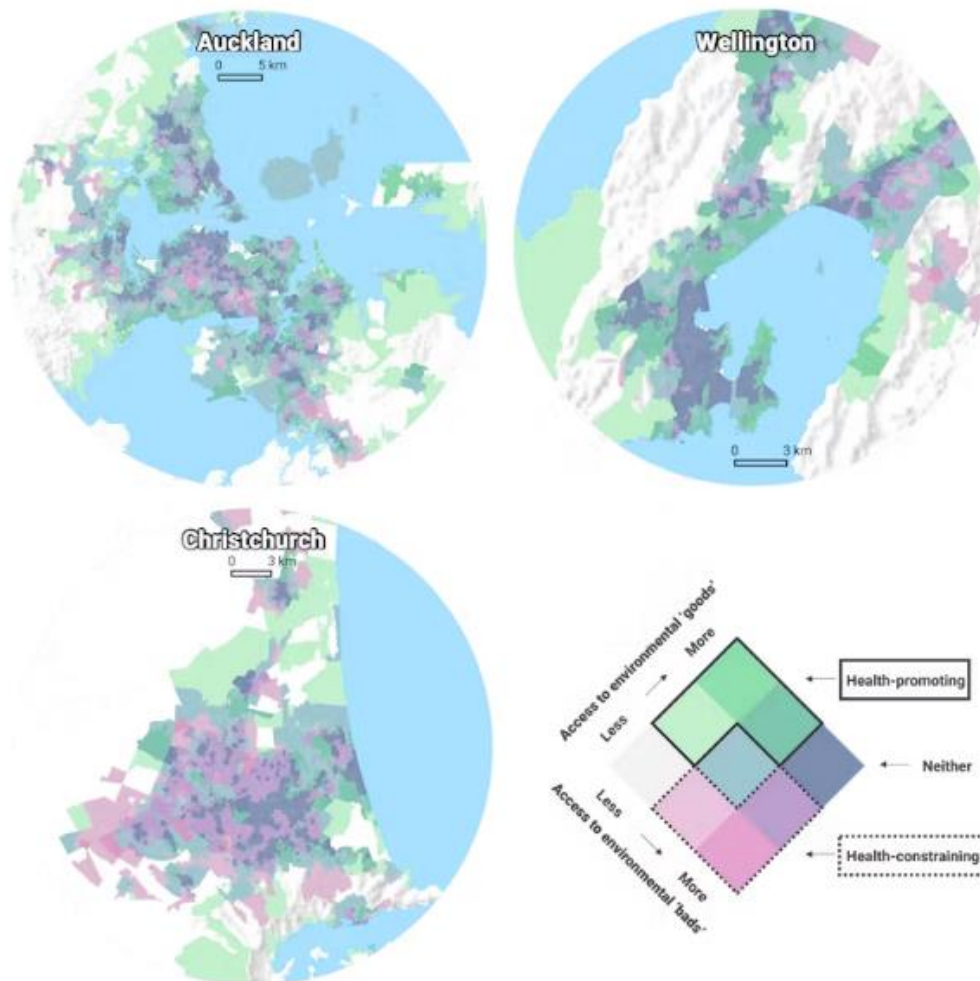 Auckland
0 5 km
Wellington
0 3 km
Christchurch
0 3 km
Access to environmental 'goods'
Less
More
Health-promoting
Neither
Less
Access to environmental 'bads'
More
Health-constraining